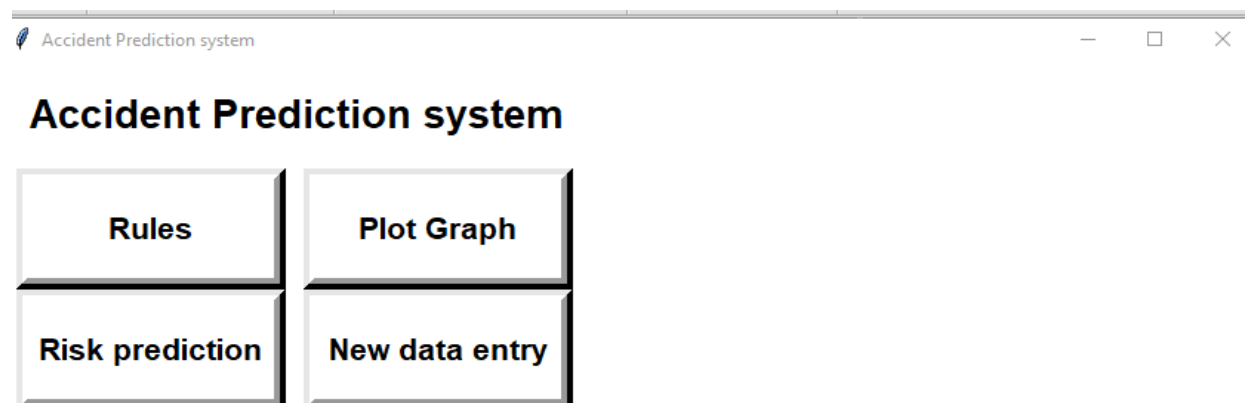 Accident Prediction system
Accident Prediction system
Rules Plot Graph
Risk prediction New data entry